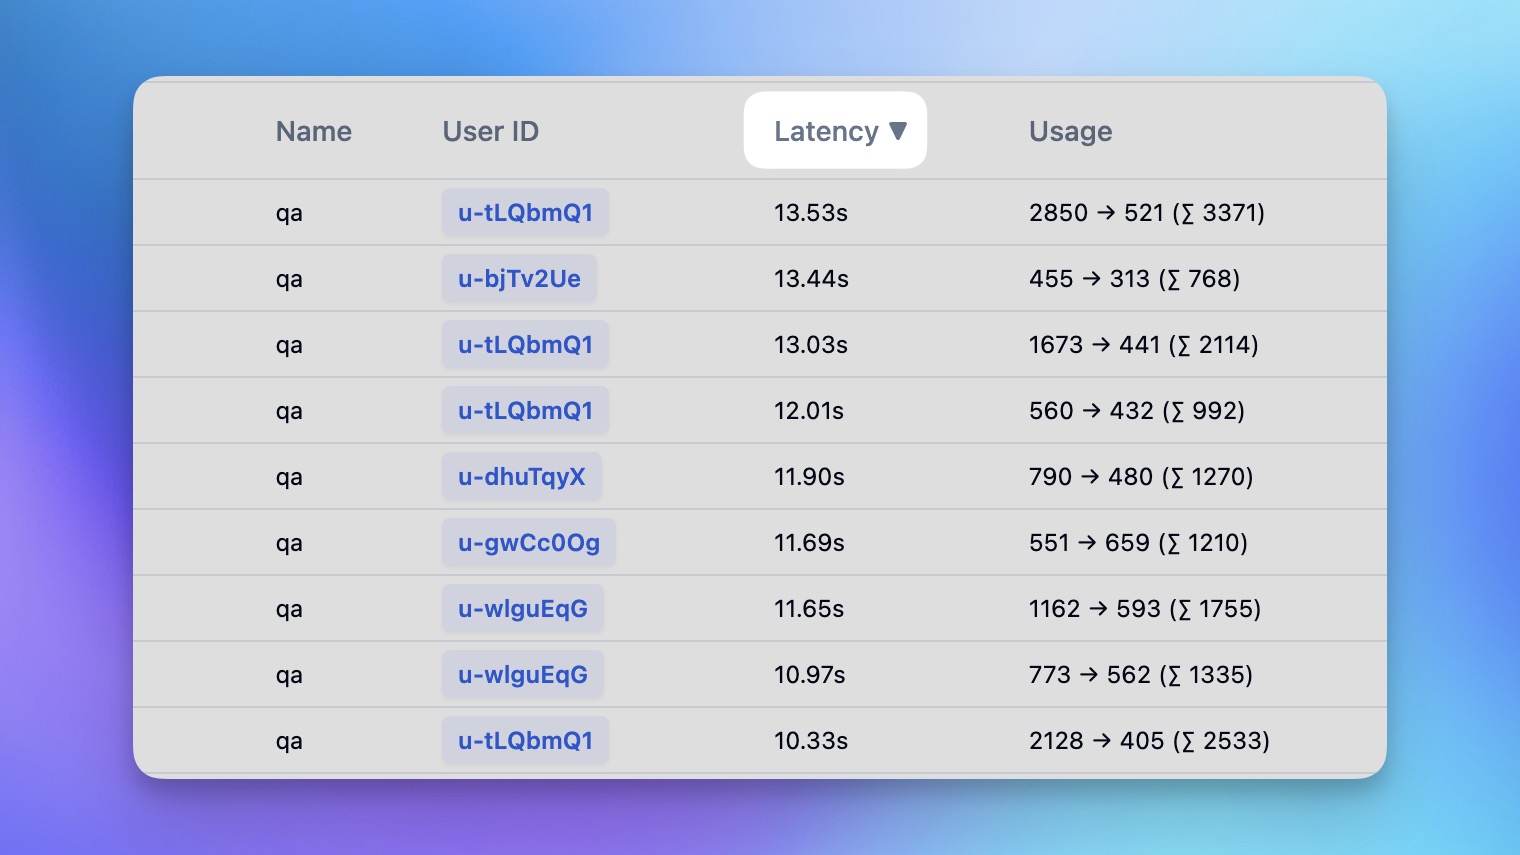 Name User ID Latency ▼ Usage
qa u-tLQbmQ1 13.53s 2850 → 521 (∑ 3371)
qa u-bjTv2Ue 13.44s 455 → 313 (∑ 768)
qa u-tLQbmQ1 13.03s 1673 → 441 (∑ 2114)
qa u-tLQbmQ1 12.01s 560 → 432 (∑ 992)
qa u-dhuTqyX 11.90s 790 → 480 (∑ 1270)
qa u-gwCc0Og 11.69s 551 → 659 (∑ 1210)
qa u-wlguEqG 11.65s 1162 → 593 (∑ 1755)
qa u-wlguEqG 10.97s 773 → 562 (∑ 1335)
qa u-tLQbmQ1 10.33s 2128 → 405 (∑ 2533)